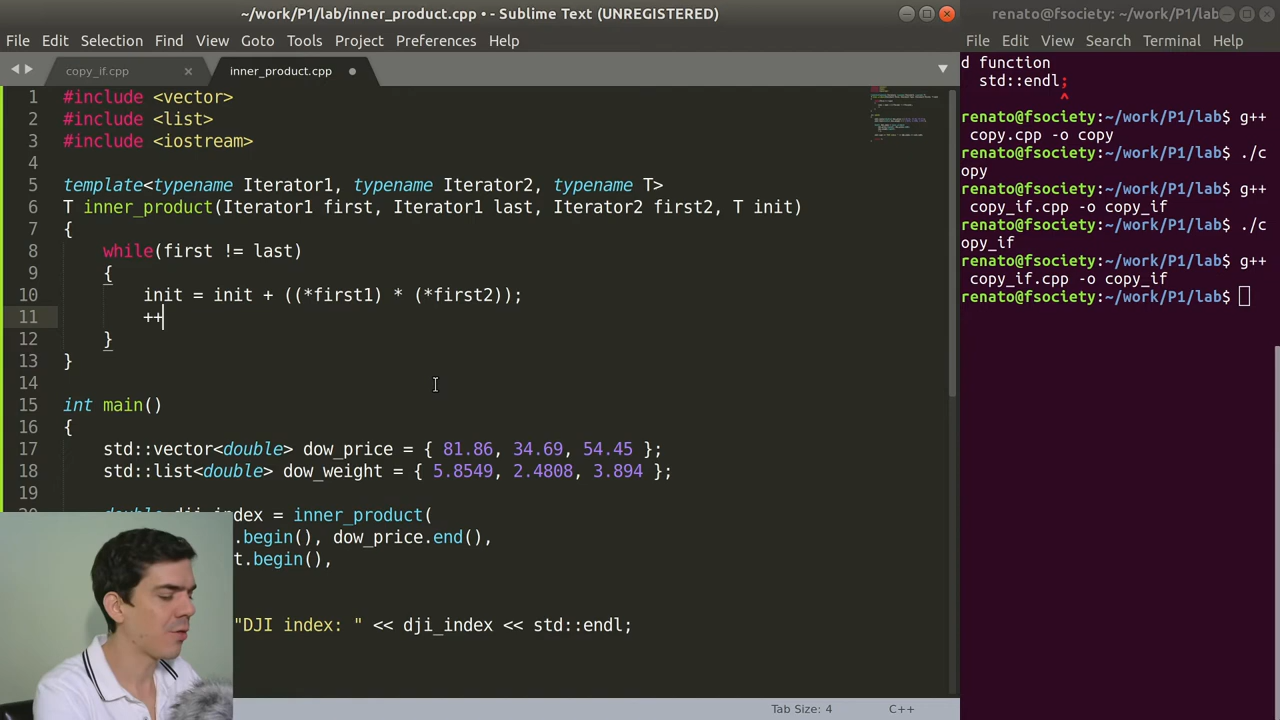 ~/work/P1/lab/inner_product.cpp • - Sublime Text (UNREGISTERED)
File Edit Selection Find View Goto Tools Project Preferences Help
copy_if.cpp × inner_product.cpp
1 #include <vector>
2 #include <list>
3 #include <iostream>
4
5 template<typename Iterator1, typename Iterator2, typename T>
6 T inner_product(Iterator1 first, Iterator1 last, Iterator2 first2, T init)
7 {
8 while(first != last)
9 {
10 init = init + ((*first1) * (*first2));
11 ++
12 }
13 }
14
15 int main()
16 {
17 std::vector<double> dow_price = { 81.86, 34.69, 54.45 };
18 std::list<double> dow_weight = { 5.8549, 2.4808, 3.894 };
19
index = inner_product(
.begin(), dow_price.end(),
t.begin(),
"DJI index: " << dji_index << std::endl;
Tab Size: 4 C++
renato@fsociety: ~/work/P1/lab
File Edit View Search Terminal Help
d function
std::endl;
^
renato@fsociety:~/work/P1/lab$ g++
copy.cpp -o copy
renato@fsociety:~/work/P1/lab$ ./c
opy
renato@fsociety:~/work/P1/lab$ g++
copy_if.cpp -o copy_if
renato@fsociety:~/work/P1/lab$ ./c
opy_if
renato@fsociety:~/work/P1/lab$ g++
copy_if.cpp -o copy_if
renato@fsociety:~/work/P1/lab$